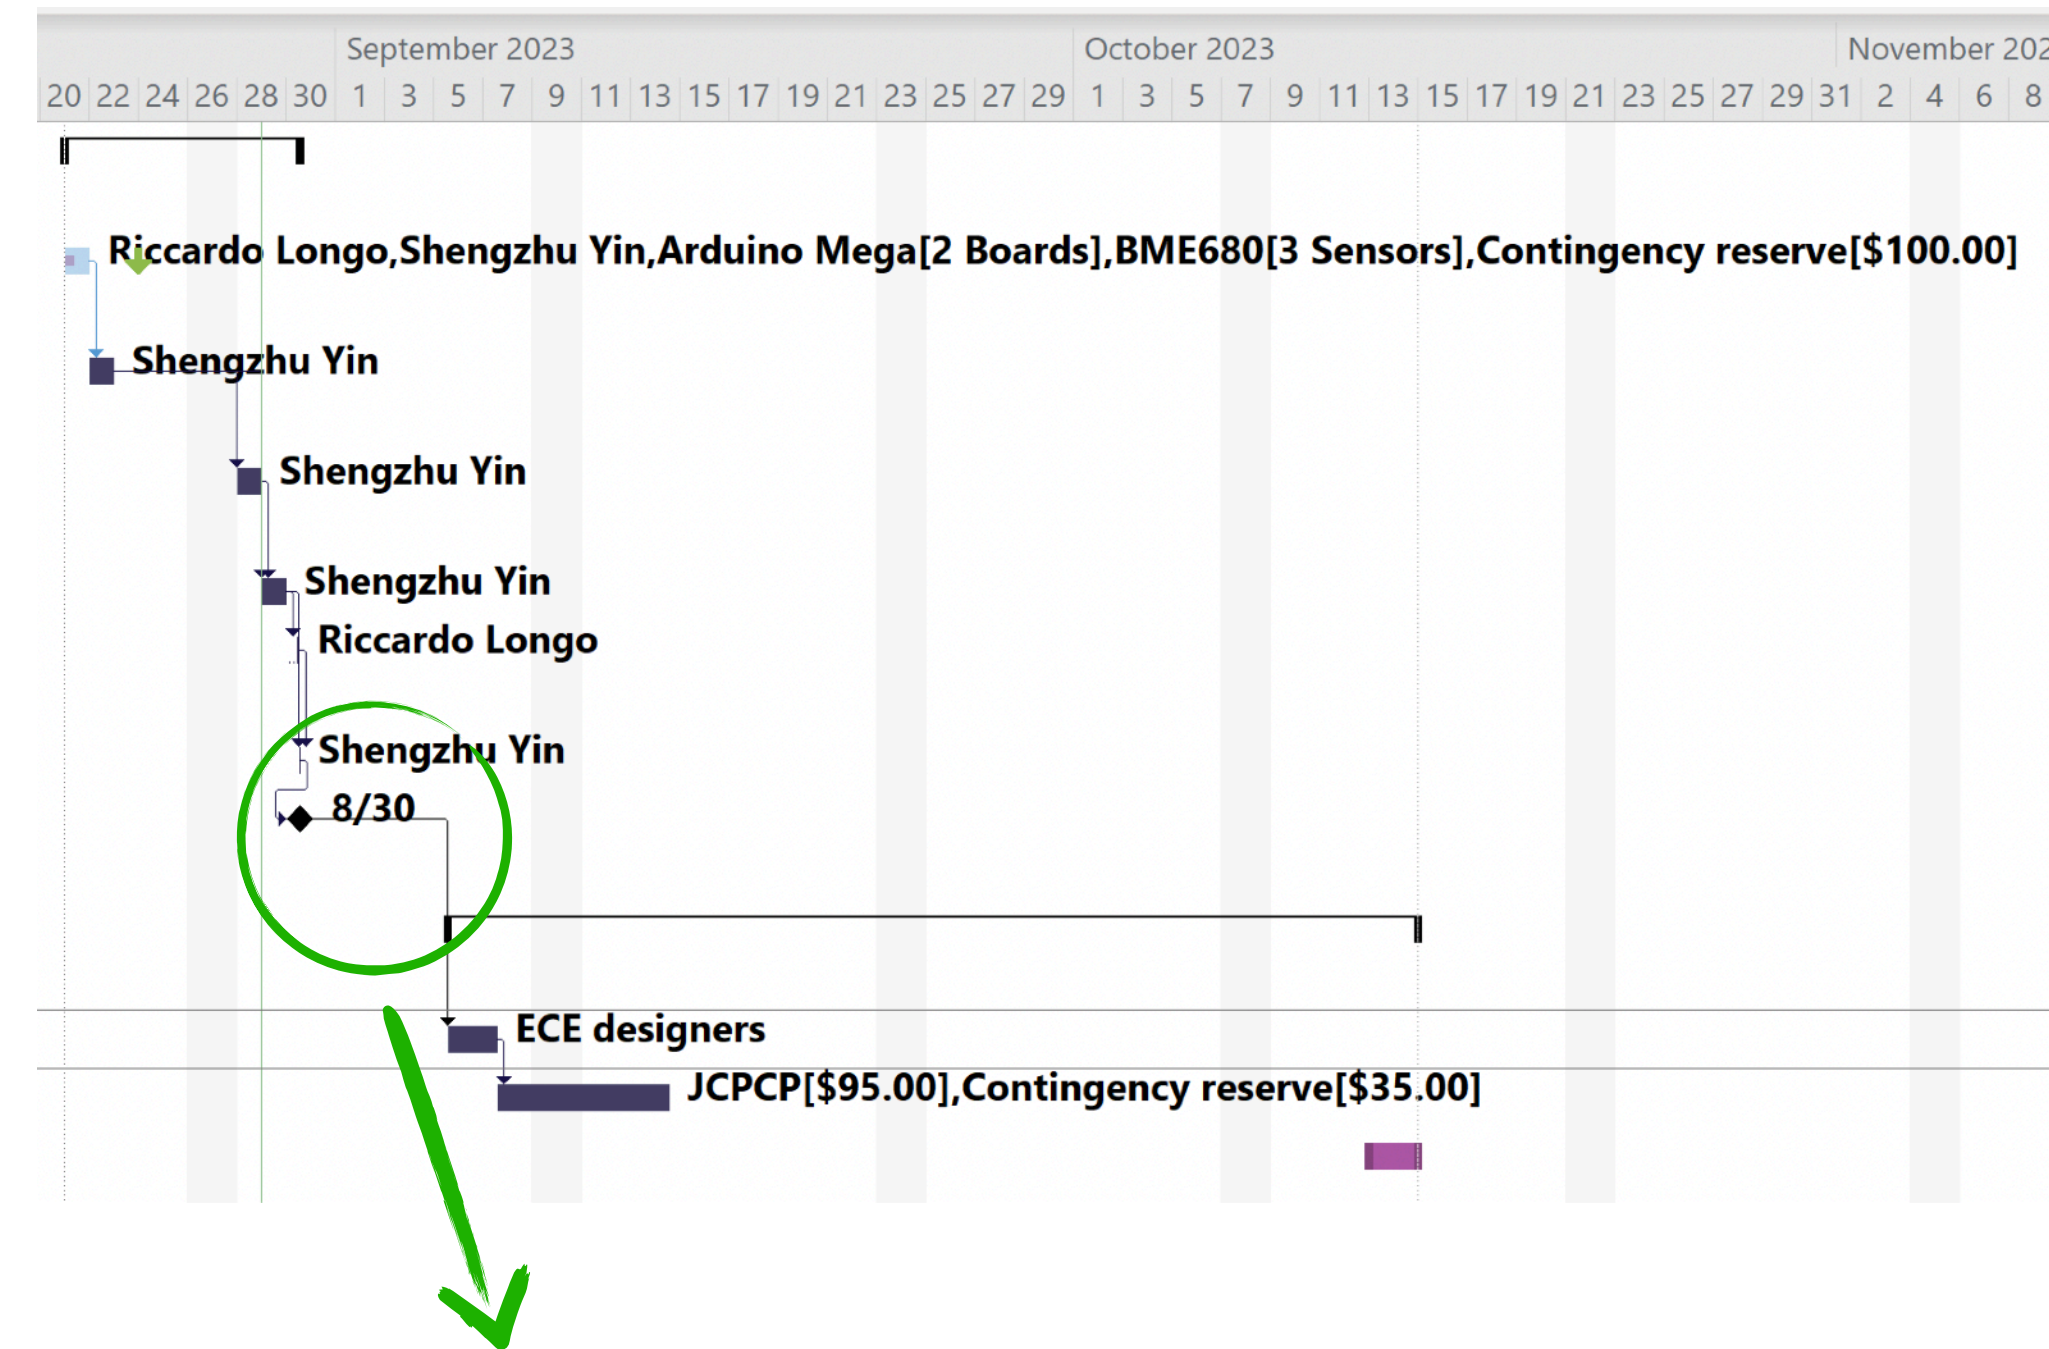 September 2023 October 2023 November 202
20 22 24 26 28 30 1 3 5 7 9 11 13 15 17 19 21 23 25 27 29 1 3 5 7 9 11 13 15 17 19 21 23 25 27 29 31 2 4 6 8
Riccardo Longo,Shengzhu Yin,Arduino Mega[2 Boards],BME680[3 Sensors],Contingency reserve[$100.00]
Shengzhu Yin
Shengzhu Yin
Shengzhu Yin
Riccardo Longo
Shengzhu Yin
8/30
ECE designers
JCPCP[$95.00],Contingency reserve[$35.00]